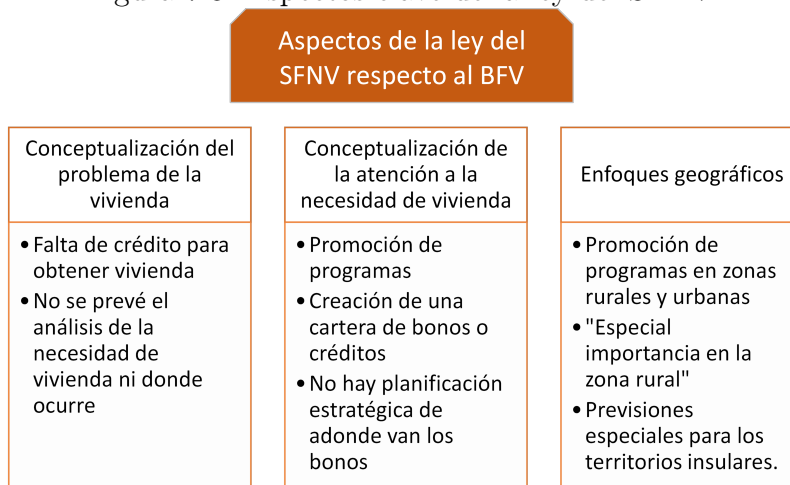 Aspectos de la ley del
SFNV respecto al BFV
Conceptualización del
problema de la
vivienda
• Falta de crédito para
obtener vivienda
• No se prevé el
análisis de la
necesidad de
vivienda ni donde
ocurre
Conceptualización de
la atención a la
necesidad de vivienda
• Promoción de
programas
• Creación de una
cartera de bonos o
créditos
• No hay planificación
estratégica de
adonde van los
bonos
Enfoques geográficos
• Promoción de
programas en zonas
rurales y urbanas
• "Especial
importancia en la
zona rural"
• Previsiones
especiales para los
territorios insulares.